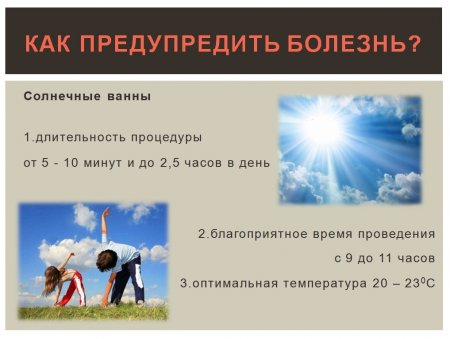 КАК ПРЕДУПРЕДИТЬ БОЛЕЗНЬ?
Солнечные ванны
1.длительность процедуры
от 5 - 10 минут и до 2,5 часов в день
2.благоприятное время проведения
с 9 до 11 часов
3.оптимальная температура 20 – 23⁰С